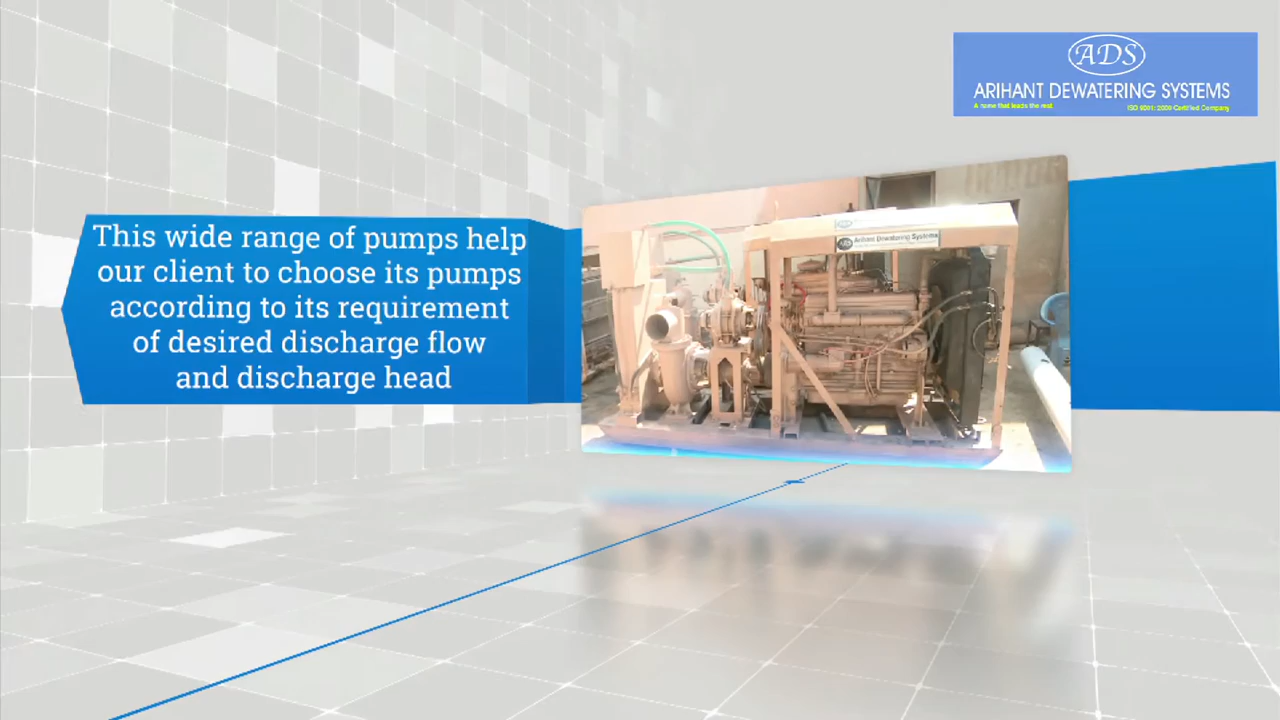 ADS
ARIHANT DEWATERING SYSTEMS
A name that leads the rest.
ISO 9001: 2000 Certified Company
This wide range of pumps help
our client to choose its pumps
according to its requirement
of desired discharge flow
and discharge head
ADS Arihant Dewatering Systems